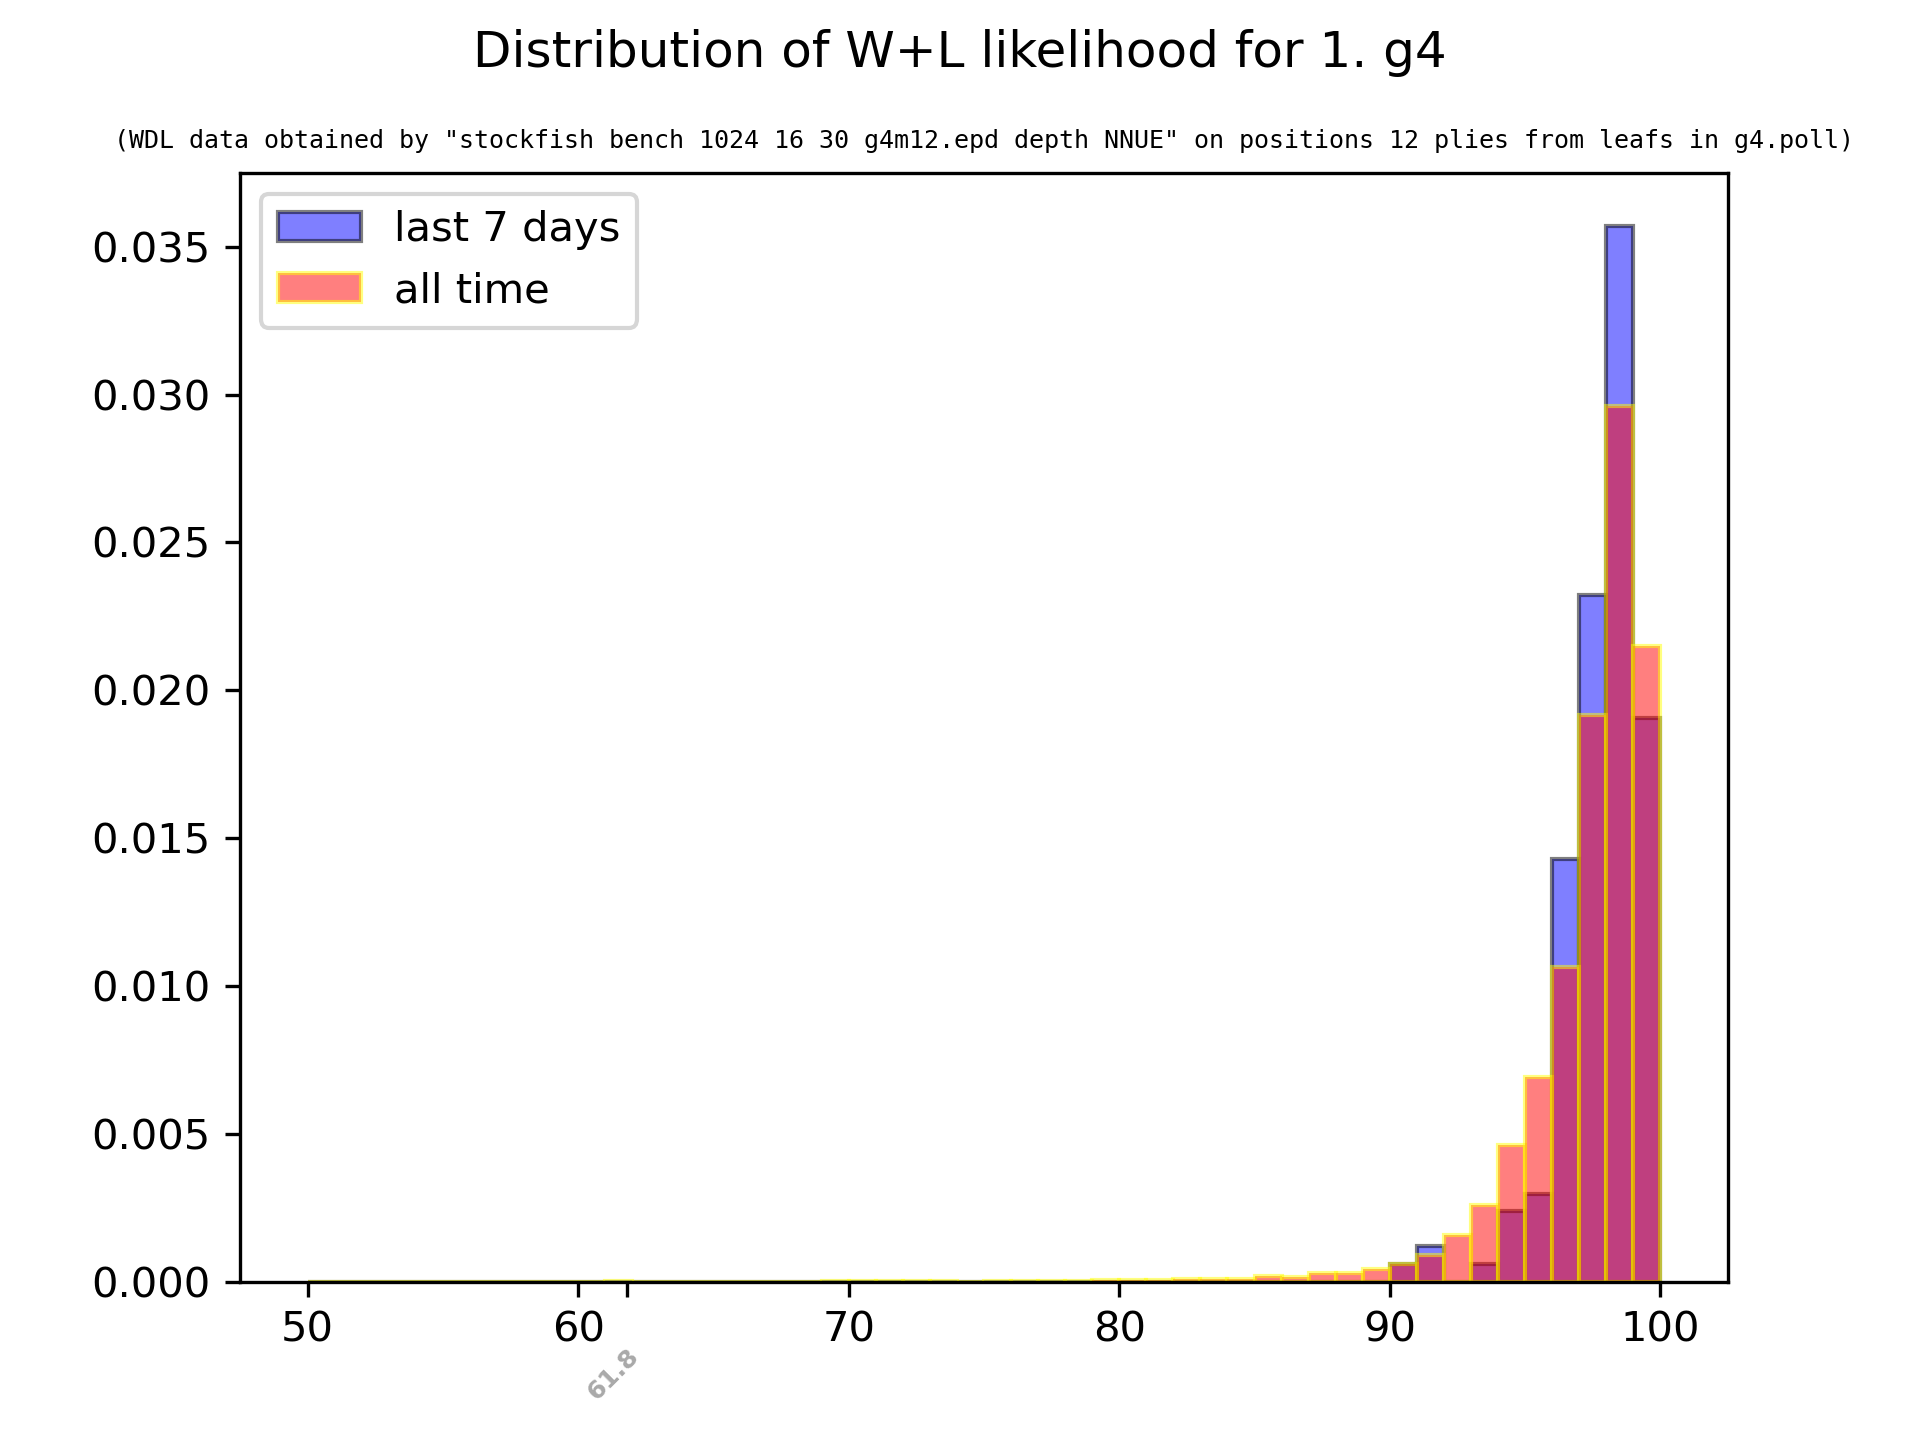 Distribution of W+L likelihood for 1. g4
(WDL data obtained by "stockfish bench 1024 16 30 g4m12.epd depth NNUE" on positions 12 plies from leafs in g4.poll)
last 7 days
all time
0.035
0.030
0.025
0.020
0.015
0.010
0.005
0.000
50 60 70 80 90 100
61.8